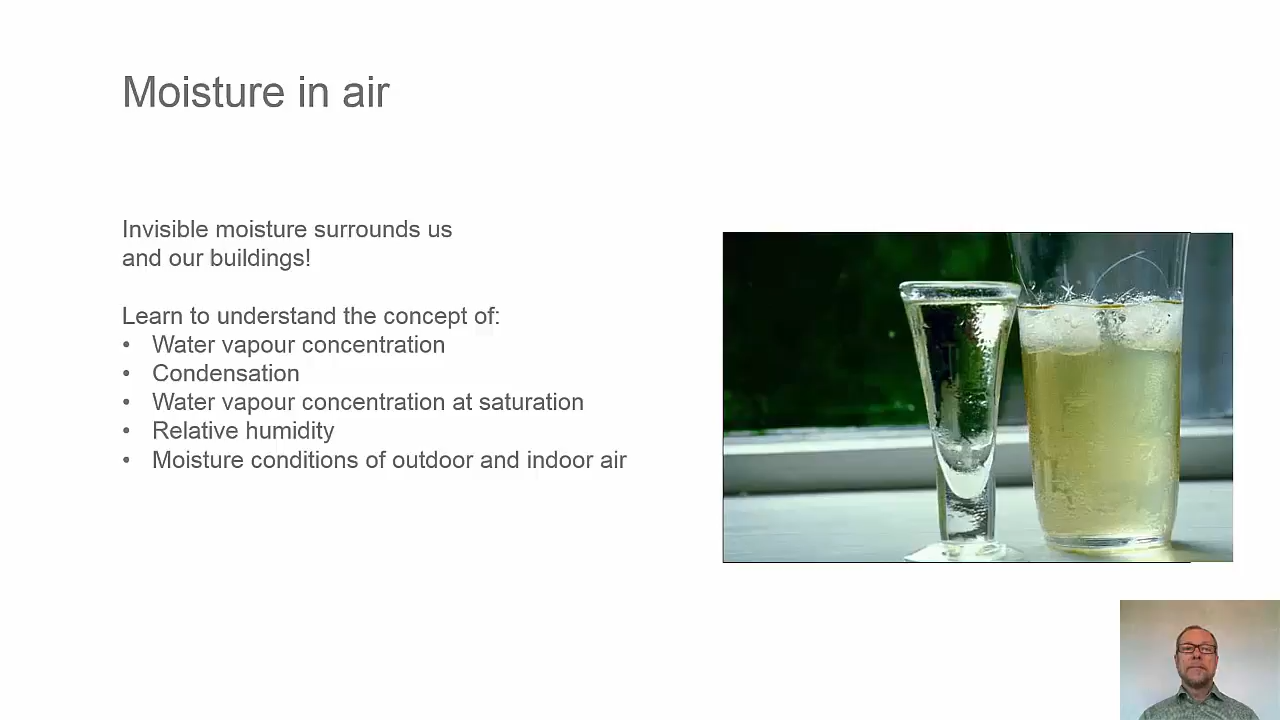 Moisture in air
Invisible moisture surrounds us
and our buildings!
Learn to understand the concept of:
• Water vapour concentration
• Condensation
• Water vapour concentration at saturation
• Relative humidity
• Moisture conditions of outdoor and indoor air